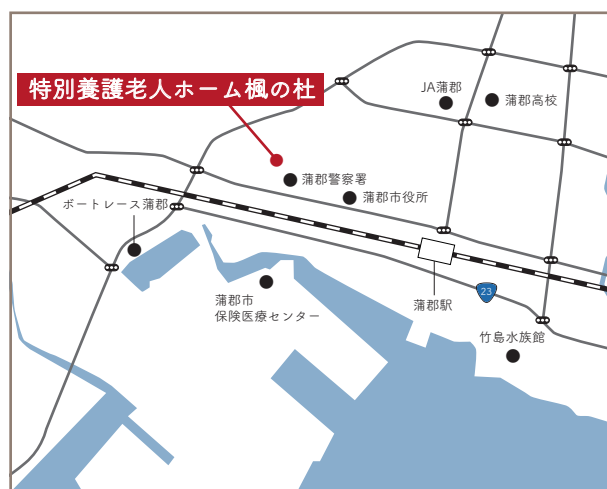 特別養護老人ホーム楓の杜
JA蒲郡
蒲郡高校
蒲郡警察署
蒲郡市役所
ボートレース蒲郡
蒲郡市
保険医療センター
蒲郡駅
23
竹島水族館